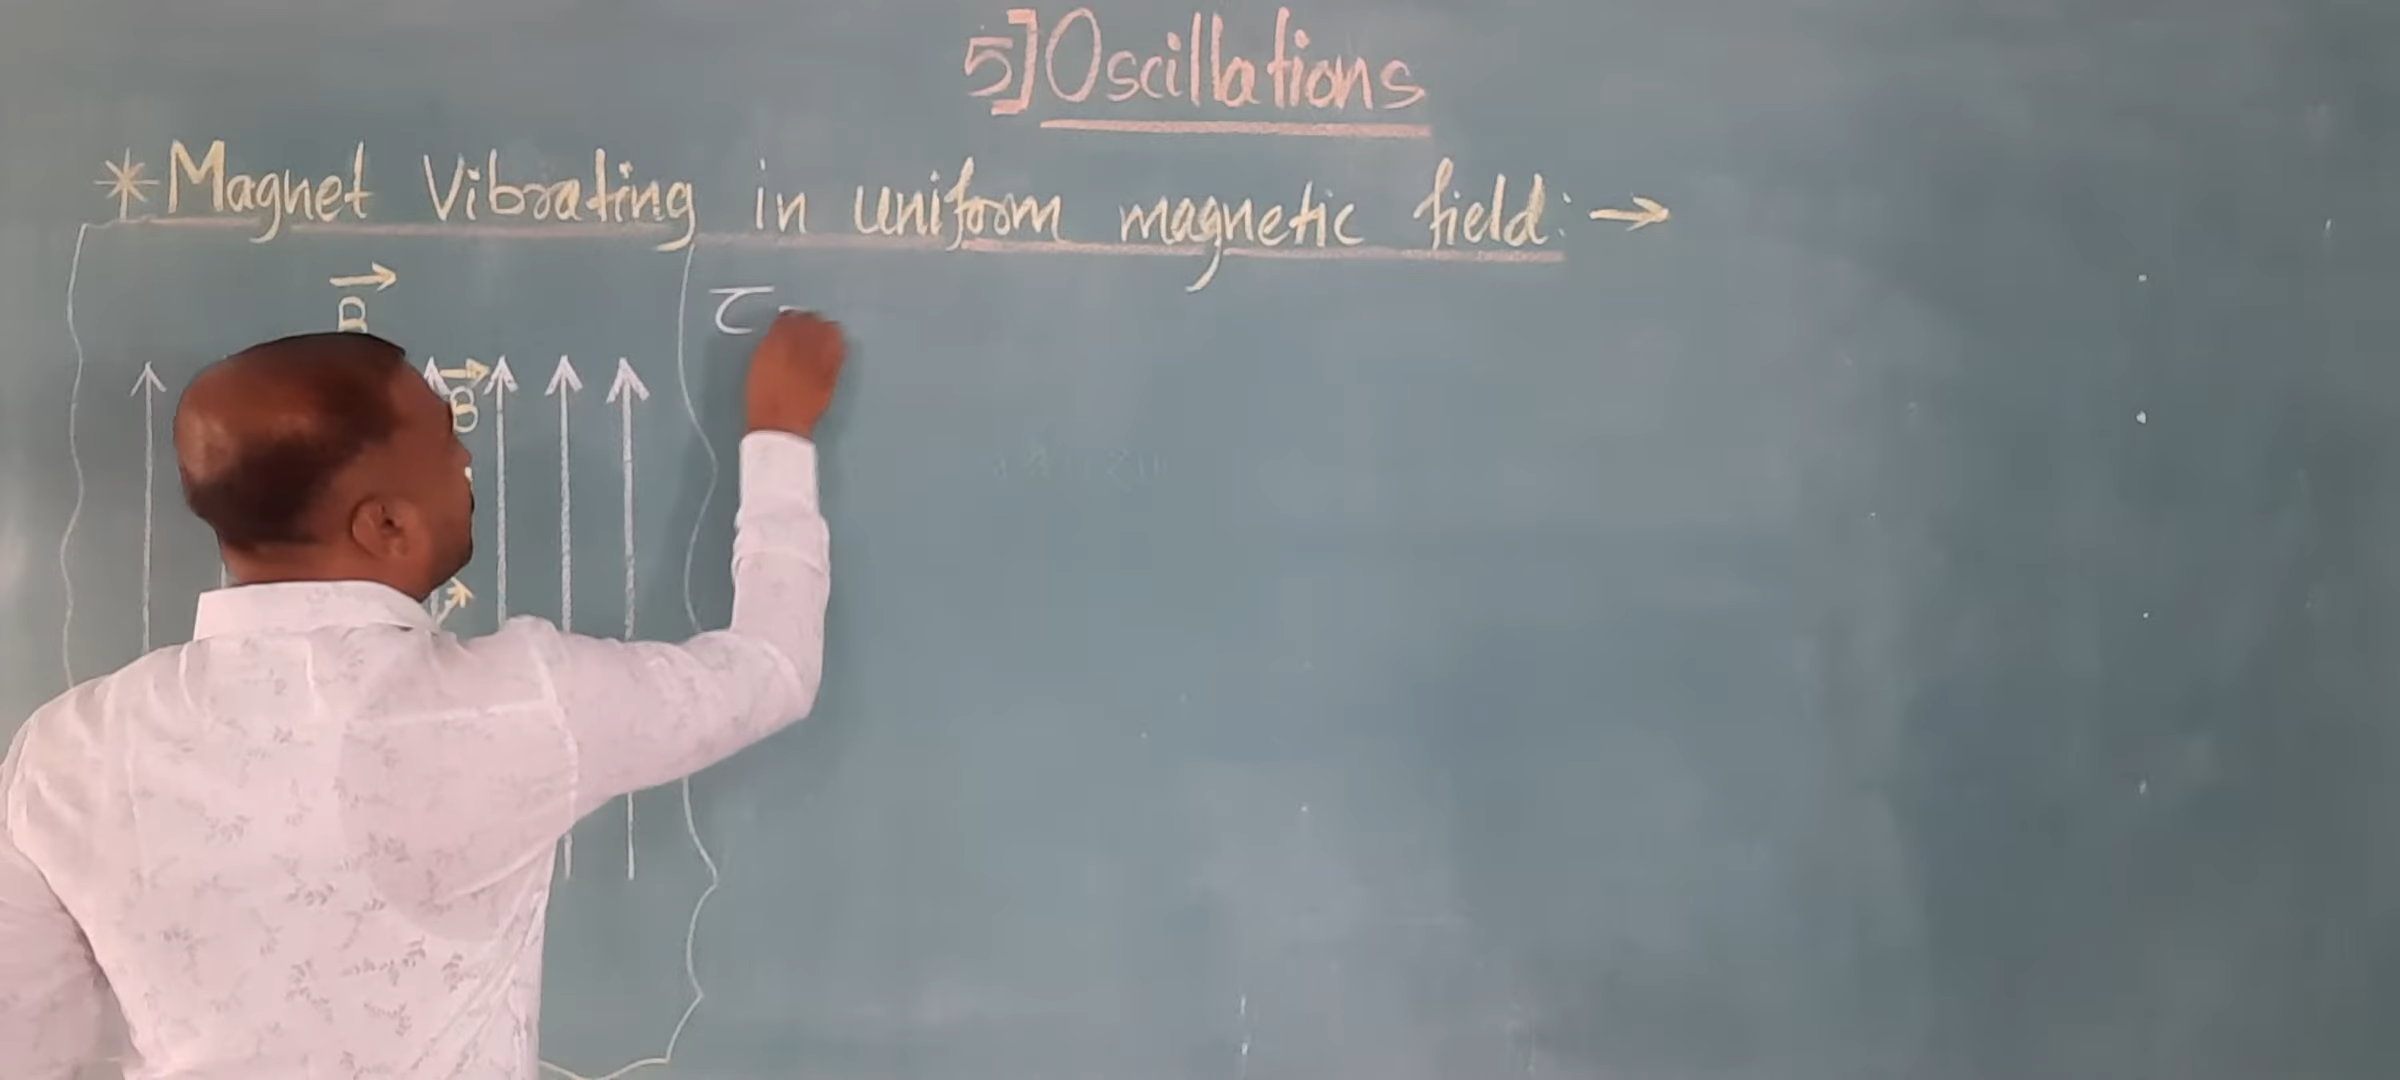 5] Oscillations
* Magnet Vibrating in uniform magnetic field: →
B
B
τ =